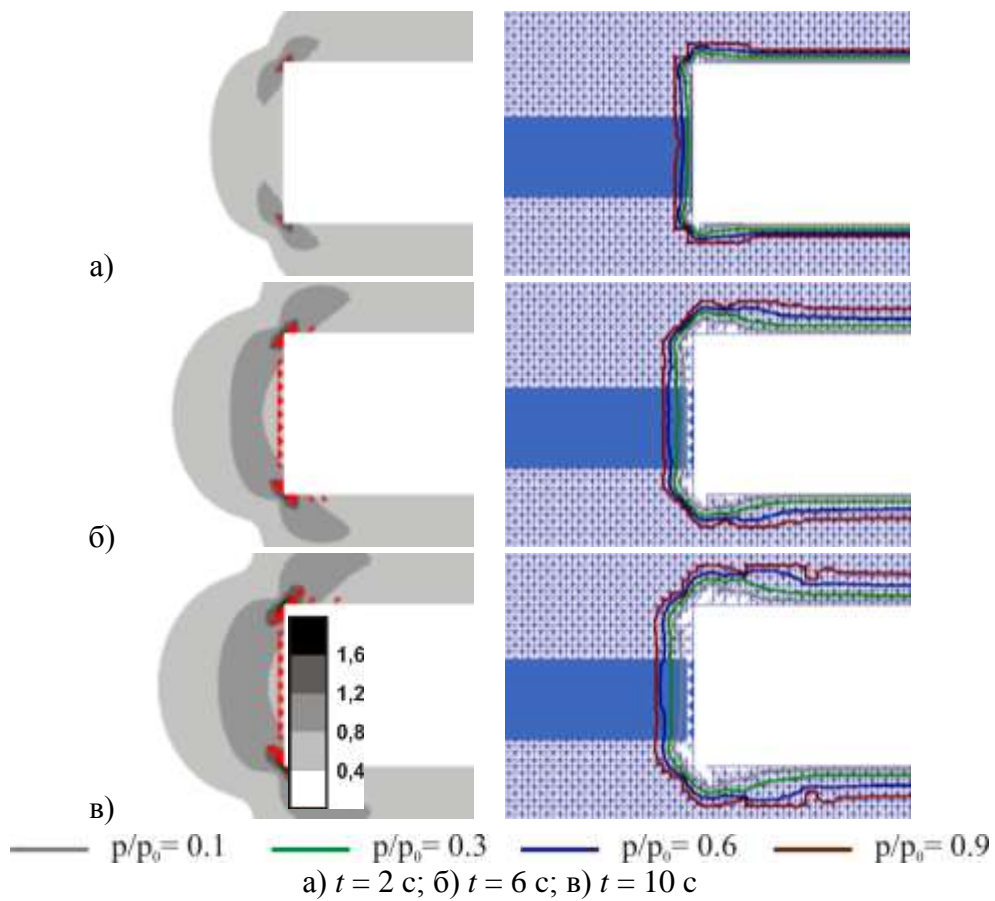 а)
б)
1,6
1,2
0,8
0,4
в)
p/p₀= 0.1 p/p₀= 0.3 p/p₀= 0.6 p/p₀= 0.9
а) t = 2 с; б) t = 6 с; в) t = 10 с